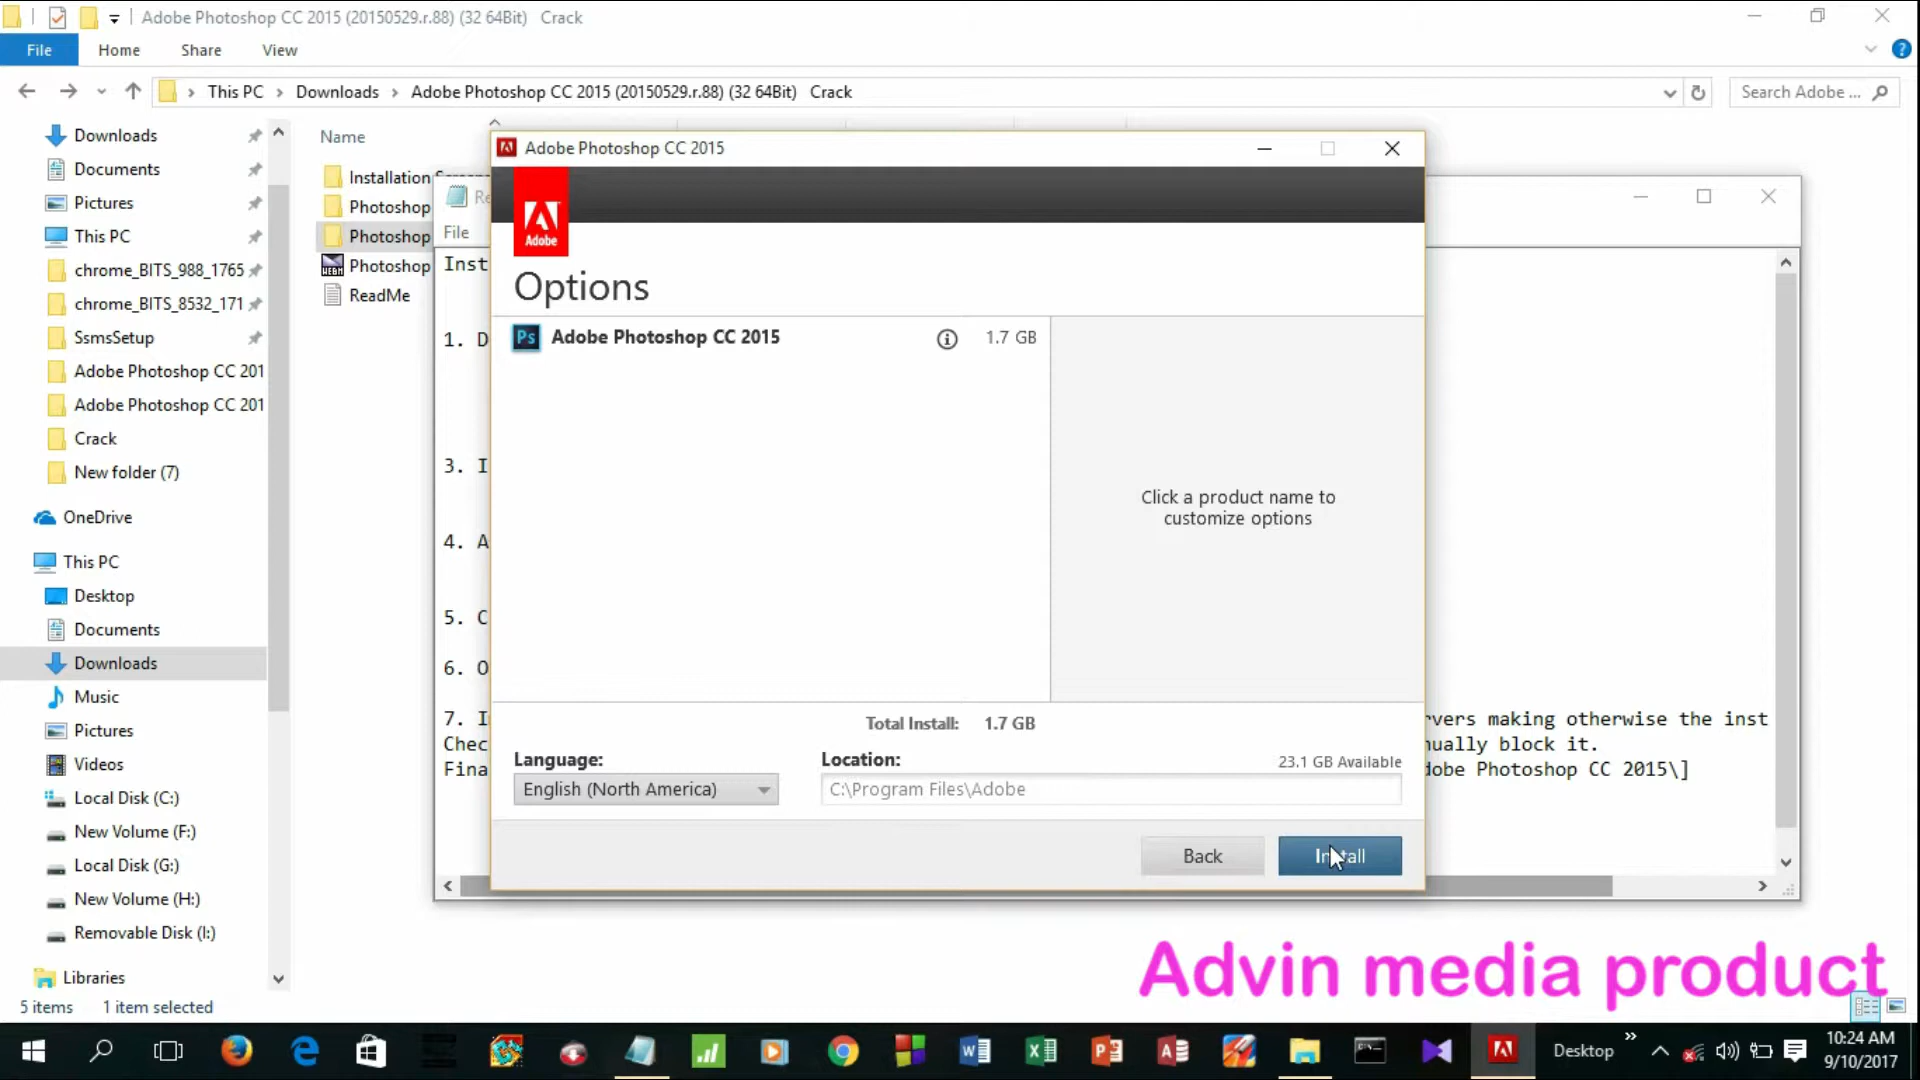 Adobe Photoshop CC 2015 (20150529.r.88) (32 64Bit) Crack
File Home Share View
This PC Downloads Adobe Photoshop CC 2015 (20150529.r.88) (32 64Bit) Crack
Search Adobe ...
Downloads
Documents
Pictures
This PC
chrome_BITS_988_1765
chrome_BITS_8532_171
SsmsSetup
Adobe Photoshop CC 201
Adobe Photoshop CC 201
Crack
New folder (7)
OneDrive
This PC
Desktop
Documents
Downloads
Music
Pictures
Videos
Local Disk (C:)
New Volume (F:)
Local Disk (G:)
New Volume (H:)
Removable Disk (I:)
Libraries
5 items 1 item selected
Name
Installation
Photoshop
Photoshop
Photoshop
ReadMe
File
Inst
1. D
3. I
4. A
5. C
6. O
7. I
Chec
Fina
rvers making otherwise the inst
nually block it.
dobe Photoshop CC 2015\]
Adobe Photoshop CC 2015
Adobe
Options
Ps Adobe Photoshop CC 2015 1.7 GB
Click a product name to
customize options
Total Install: 1.7 GB
Language:
English (North America)
Location:
23.1 GB Available
C:\Program Files\Adobe
Back
Install
Advin media product
Desktop
10:24 AM
9/10/2017